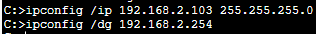 C:>ipconfig /ip 192.168.2.103 255.255.255.0
C:>ipconfig /dg 192.168.2.254